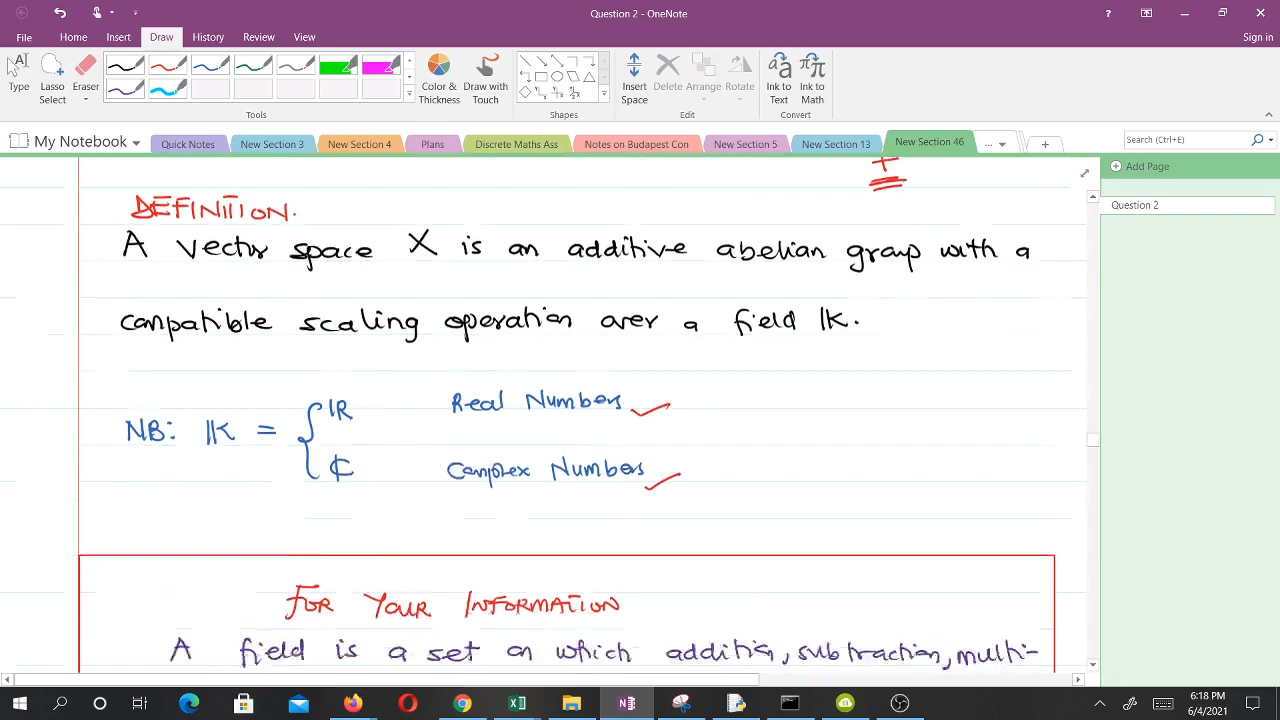 Question 2 - OneNote
Sign in
File Home Insert Draw History Review View
Type
Lasso Select
Eraser
Color & Thickness
Draw with Touch
Insert Space
Delete
Arrange
Rotate
Ink to Text
Ink to Math
Tools
Shapes
Edit
Convert
My Notebook
Quick Notes
New Section 3
New Section 4
Plans
Discrete Maths Ass
Notes on Budapest Con
New Section 5
New Section 13
New Section 46
...
Search (Ctrl+E)
Add Page
Question 2
+
DEFINITION.
A Vector space X is an additive abelian group with a
compatible scaling operation over a field K.
NB: K = { R Real Numbers ✓
C Complex Numbers ✓
FOR YOUR INFORMATION
A field is a set on which addition, subtraction, multi-
6:18 PM
6/4/2021